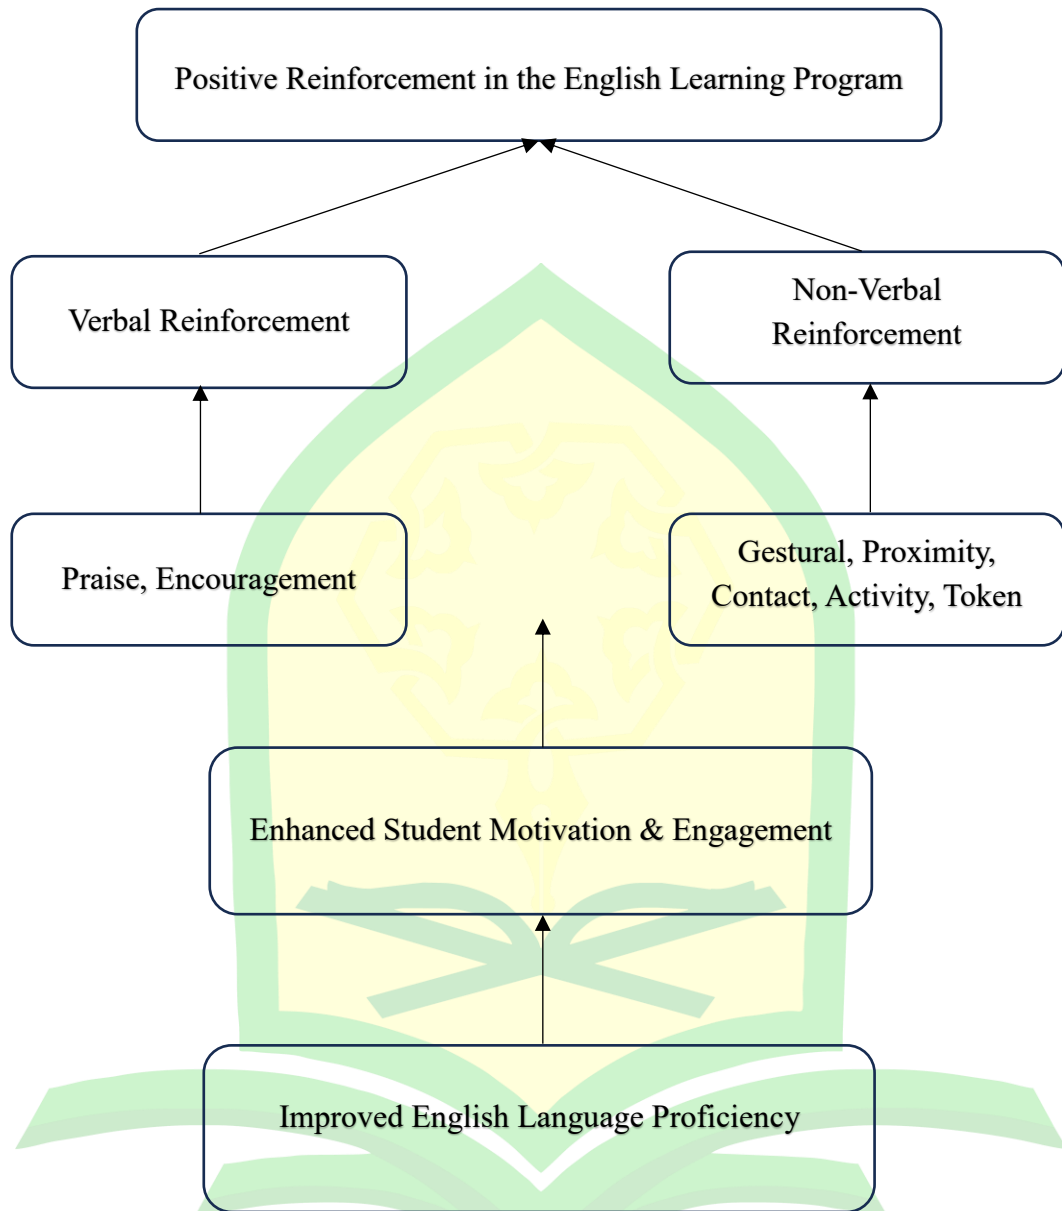 Positive Reinforcement in the English Learning Program
Verbal Reinforcement
Non-Verbal
Reinforcement
Praise, Encouragement
Gestural, Proximity,
Contact, Activity, Token
Enhanced Student Motivation & Engagement
Improved English Language Proficiency